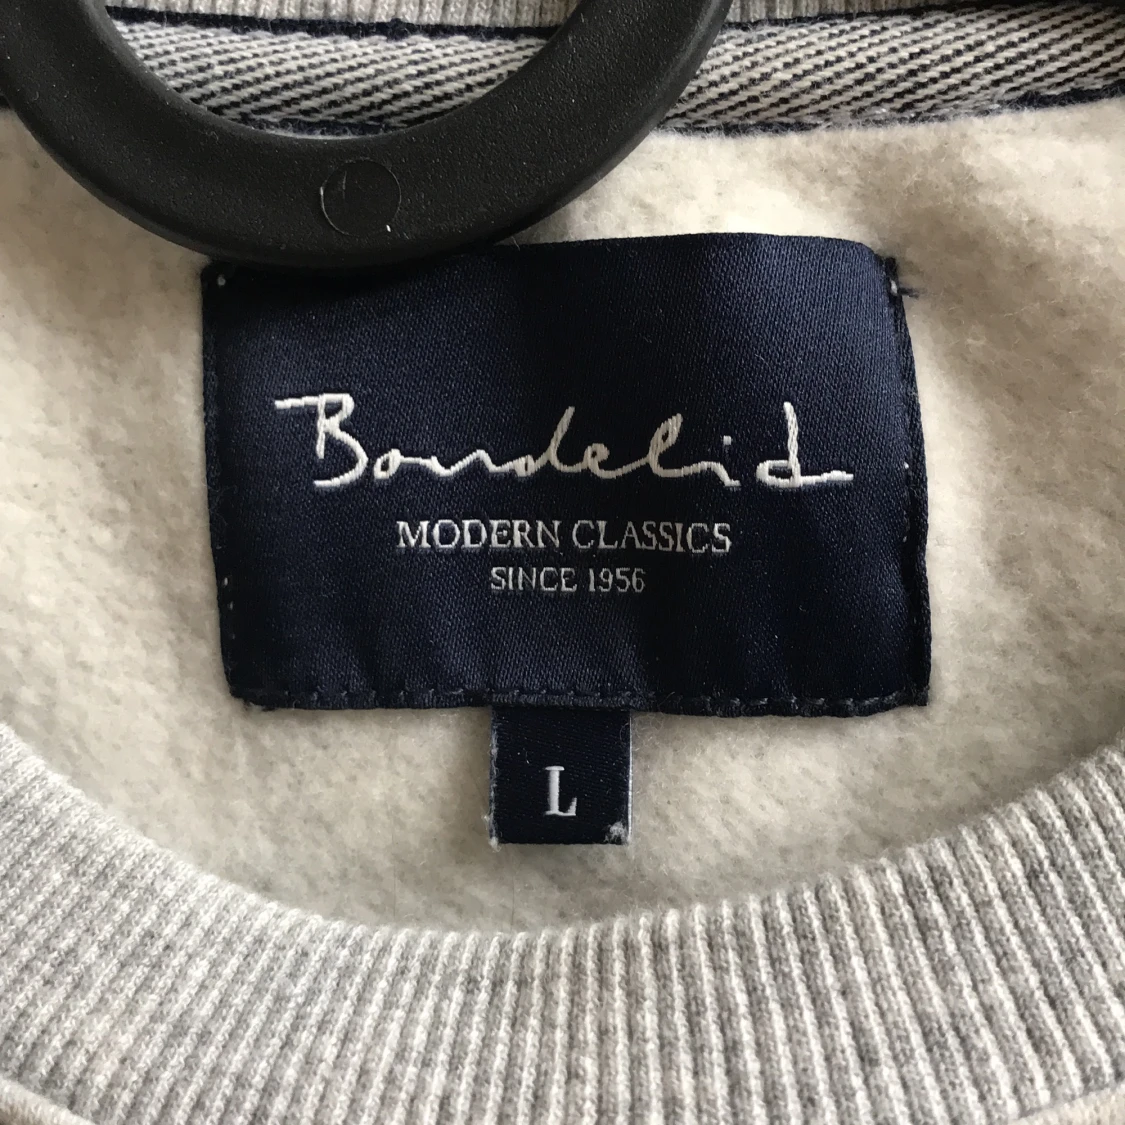 Bondelid
MODERN CLASSICS
SINCE 1956
L